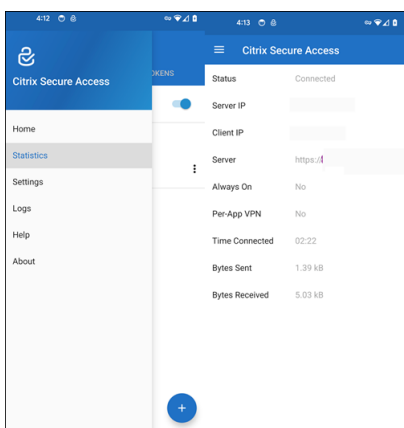 4:12
Citrix Secure Access
OKENS
Home
Statistics
Settings
Logs
Help
About
+
4:13
Citrix Secure Access
Status Connected
Server IP
Client IP
Server https://
Always On No
Per-App VPN No
Time Connected 02:22
Bytes Sent 1.39 kB
Bytes Received 5.03 kB